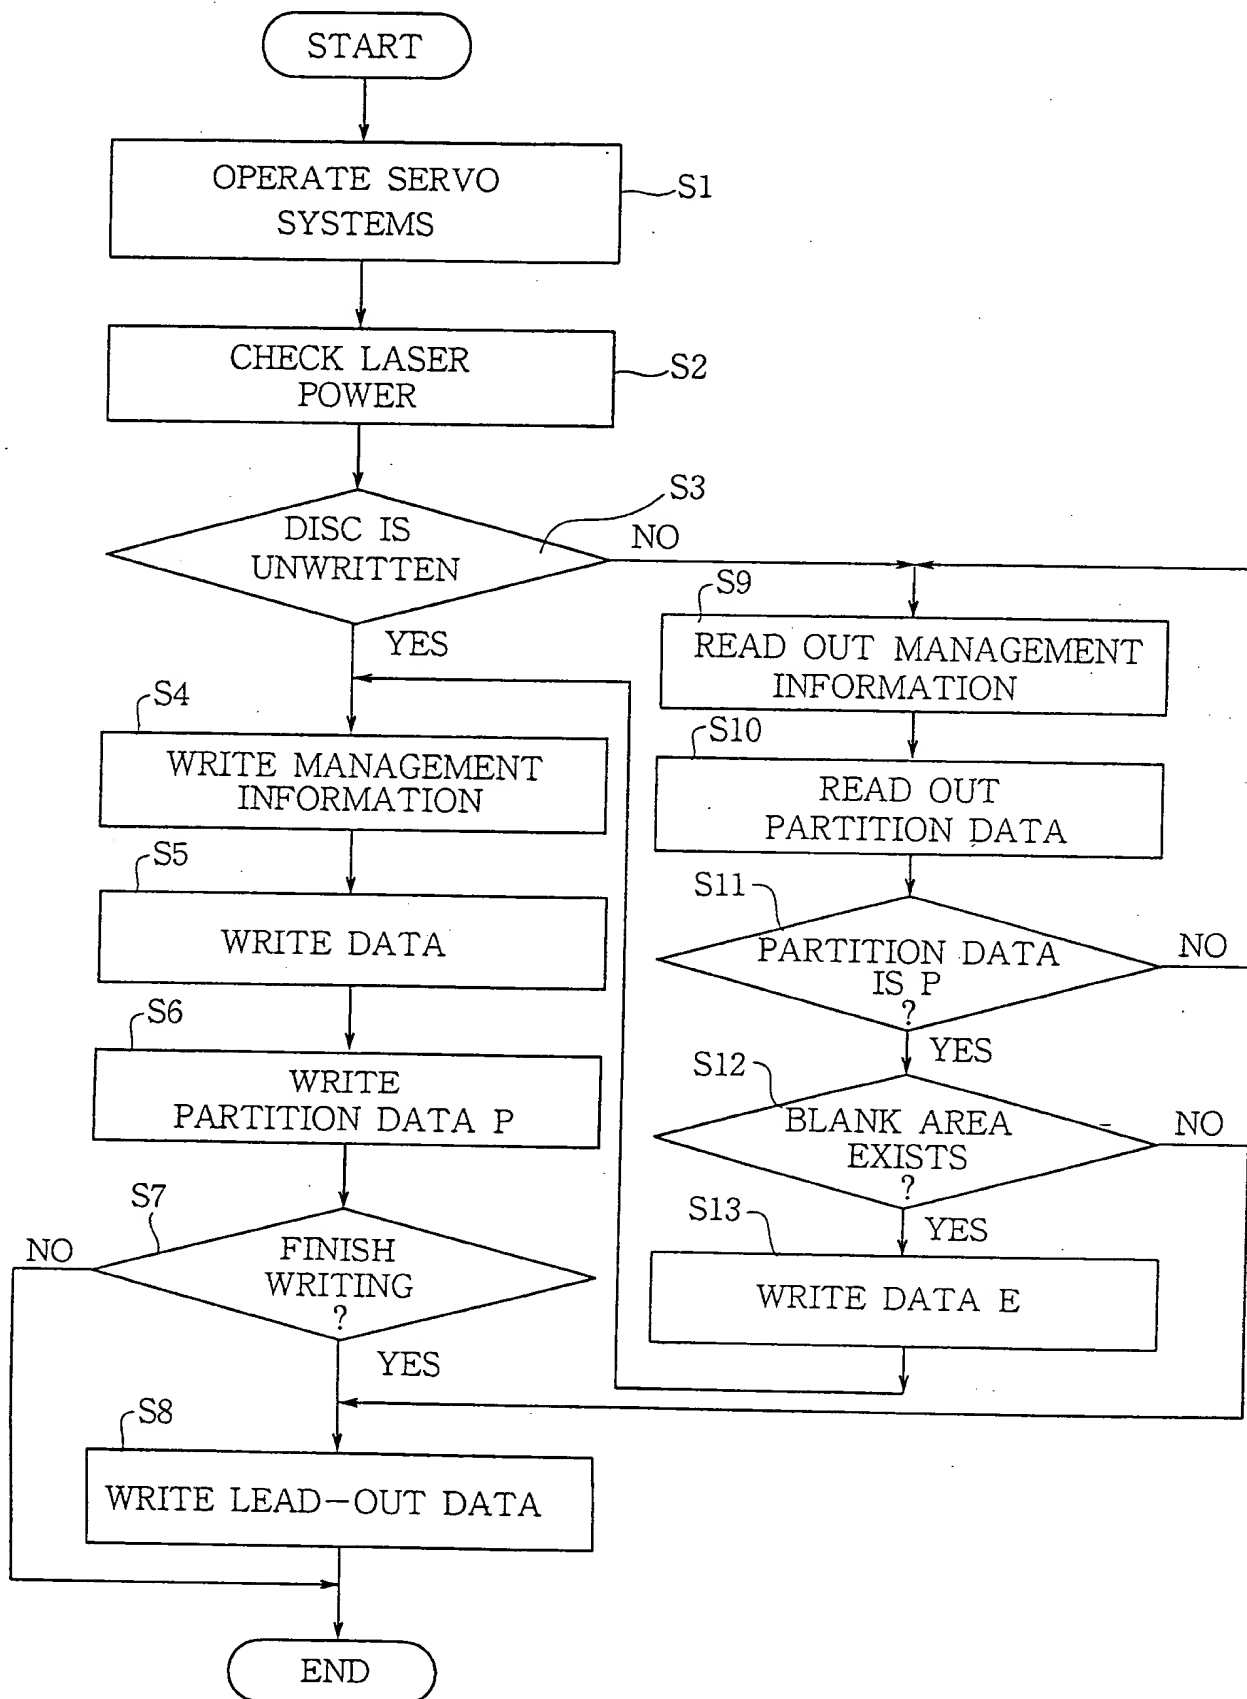 START
OPERATE SERVO
SYSTEMS
S1
CHECK LASER
POWER
S2
DISC IS
UNWRITTEN
S3
NO
YES
S4
WRITE MANAGEMENT
INFORMATION
S5
WRITE DATA
S6
WRITE
PARTITION DATA P
S7
NO
FINISH
WRITING
?
YES
S8
WRITE LEAD-OUT DATA
END
S9
READ OUT MANAGEMENT
INFORMATION
S10
READ OUT
PARTITION DATA
S11
PARTITION DATA
IS P
?
NO
YES
S12
BLANK AREA
EXISTS
?
NO
YES
S13
WRITE DATA E